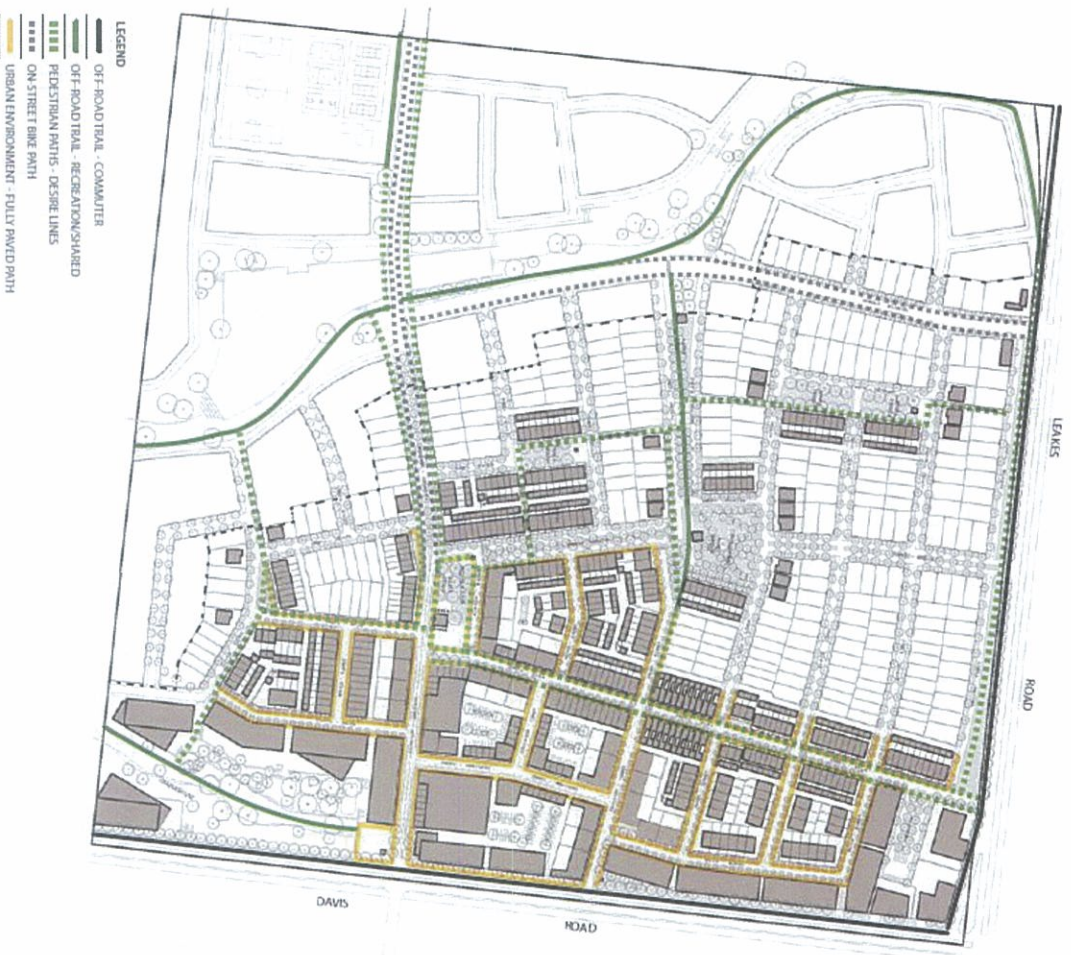 LEGEND
OFF-ROAD TRAIL - COMMUTER
OFF-ROAD TRAIL - RECREATION/SHARED
PEDESTRIAN PATHS - DESIRE LINES
ON-STREET BIKE PATH
URBAN ENVIRONMENT - FULLY PAVED PATH
LEAKES
ROAD
DAVIS
ROAD